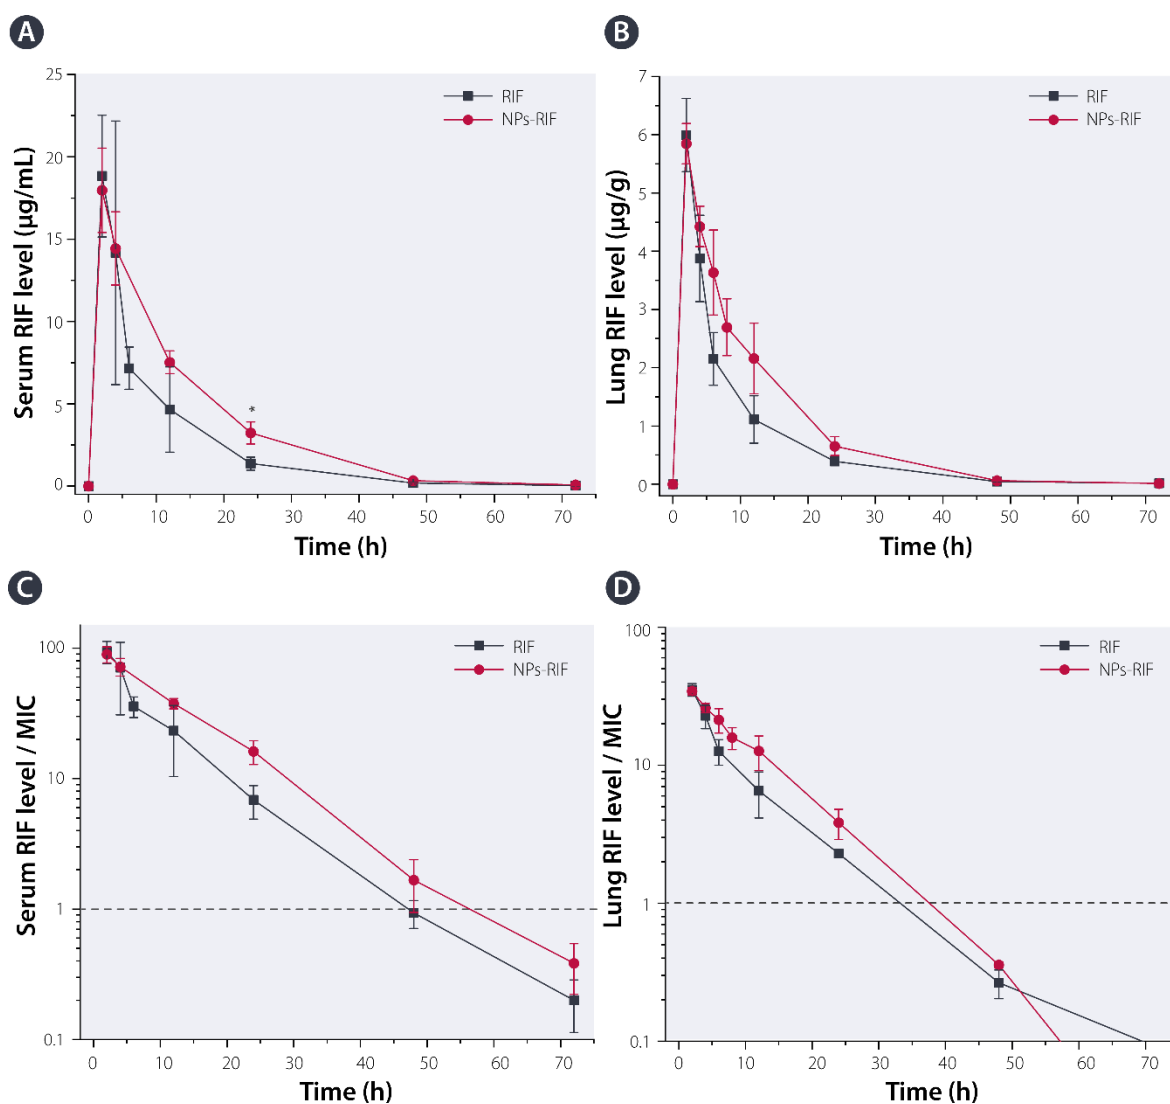 A
B
Serum RIF level (µg/mL)
25
20
15
10
5
0
RIF
NPs-RIF
*
0 10 20 30 40 50 60 70
Time (h)
Lung RIF level (µg/g)
7
6
5
4
3
2
1
0
RIF
NPs-RIF
0 10 20 30 40 50 60 70
Time (h)
C
D
Serum RIF level / MIC
100
10
1
0.1
RIF
NPs-RIF
0 10 20 30 40 50 60 70
Time (h)
Lung RIF level / MIC
100
10
1
0.1
RIF
NPs-RIF
0 10 20 30 40 50 60 70
Time (h)